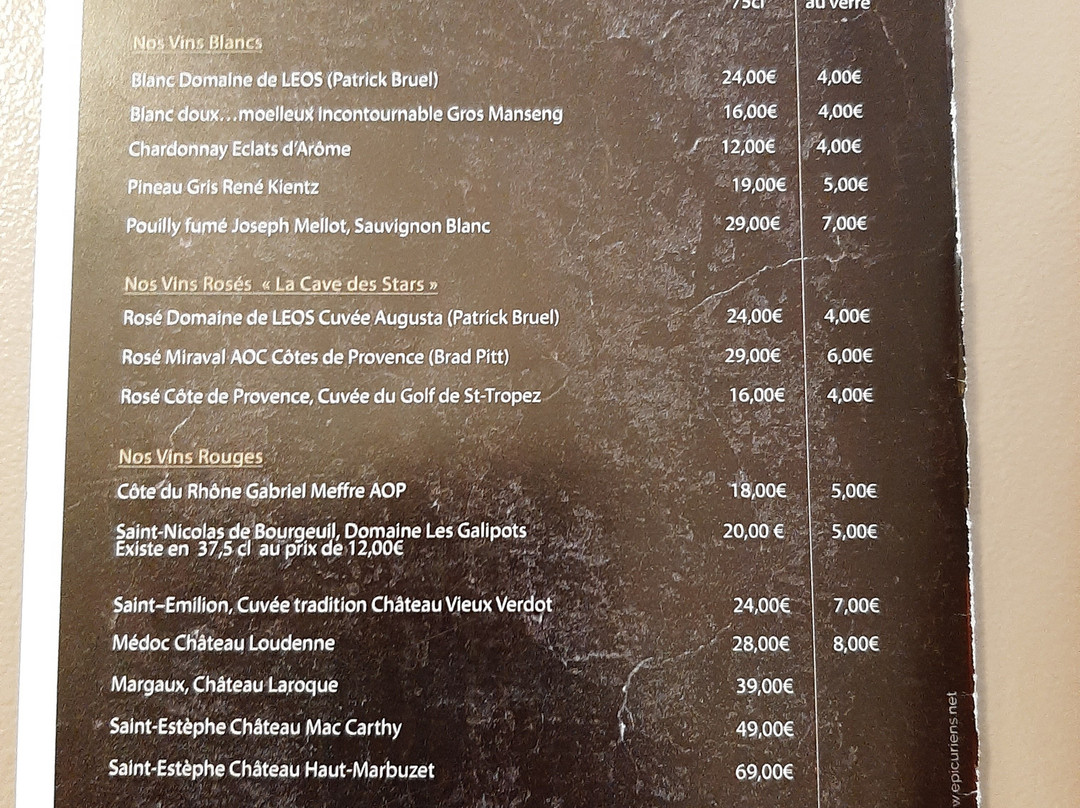 75cl au verre
Nos Vins Blancs
Blanc Domaine de LEOS (Patrick Bruel) 24,00€ 4,00€
Blanc doux...moelleux incontournable Gros Manseng 16,00€ 4,00€
Chardonnay Eclats d'Arôme 12,00€ 4,00€
Pineau Gris René Kientz 19,00€ 5,00€
Pouilly fumé Joseph Mellot, Sauvignon Blanc 29,00€ 7,00€
Nos Vins Rosés « La Cave des Stars »
Rosé Domaine de LEOS Cuvée Augusta (Patrick Bruel) 24,00€ 4,00€
Rosé Miraval AOC Côtes de Provence (Brad Pitt) 29,00€ 6,00€
Rosé Côte de Provence, Cuvée du Golf de St-Tropez 16,00€ 4,00€
Nos Vins Rouges
Côte du Rhône Gabriel Meffre AOP 18,00€ 5,00€
Saint-Nicolas de Bourgeuil, Domaine Les Galipots 20,00 € 5,00€
Existe en 37,5 cl au prix de 12,00€
Saint–Emilion, Cuvée tradition Château Vieux Verdot 24,00€ 7,00€
Médoc Château Loudenne 28,00€ 8,00€
Margaux, Château Laroque 39,00€
Saint-Estèphe Château Mac Carthy 49,00€
Saint-Estèphe Château Haut-Marbuzet 69,00€
epicuriens.net